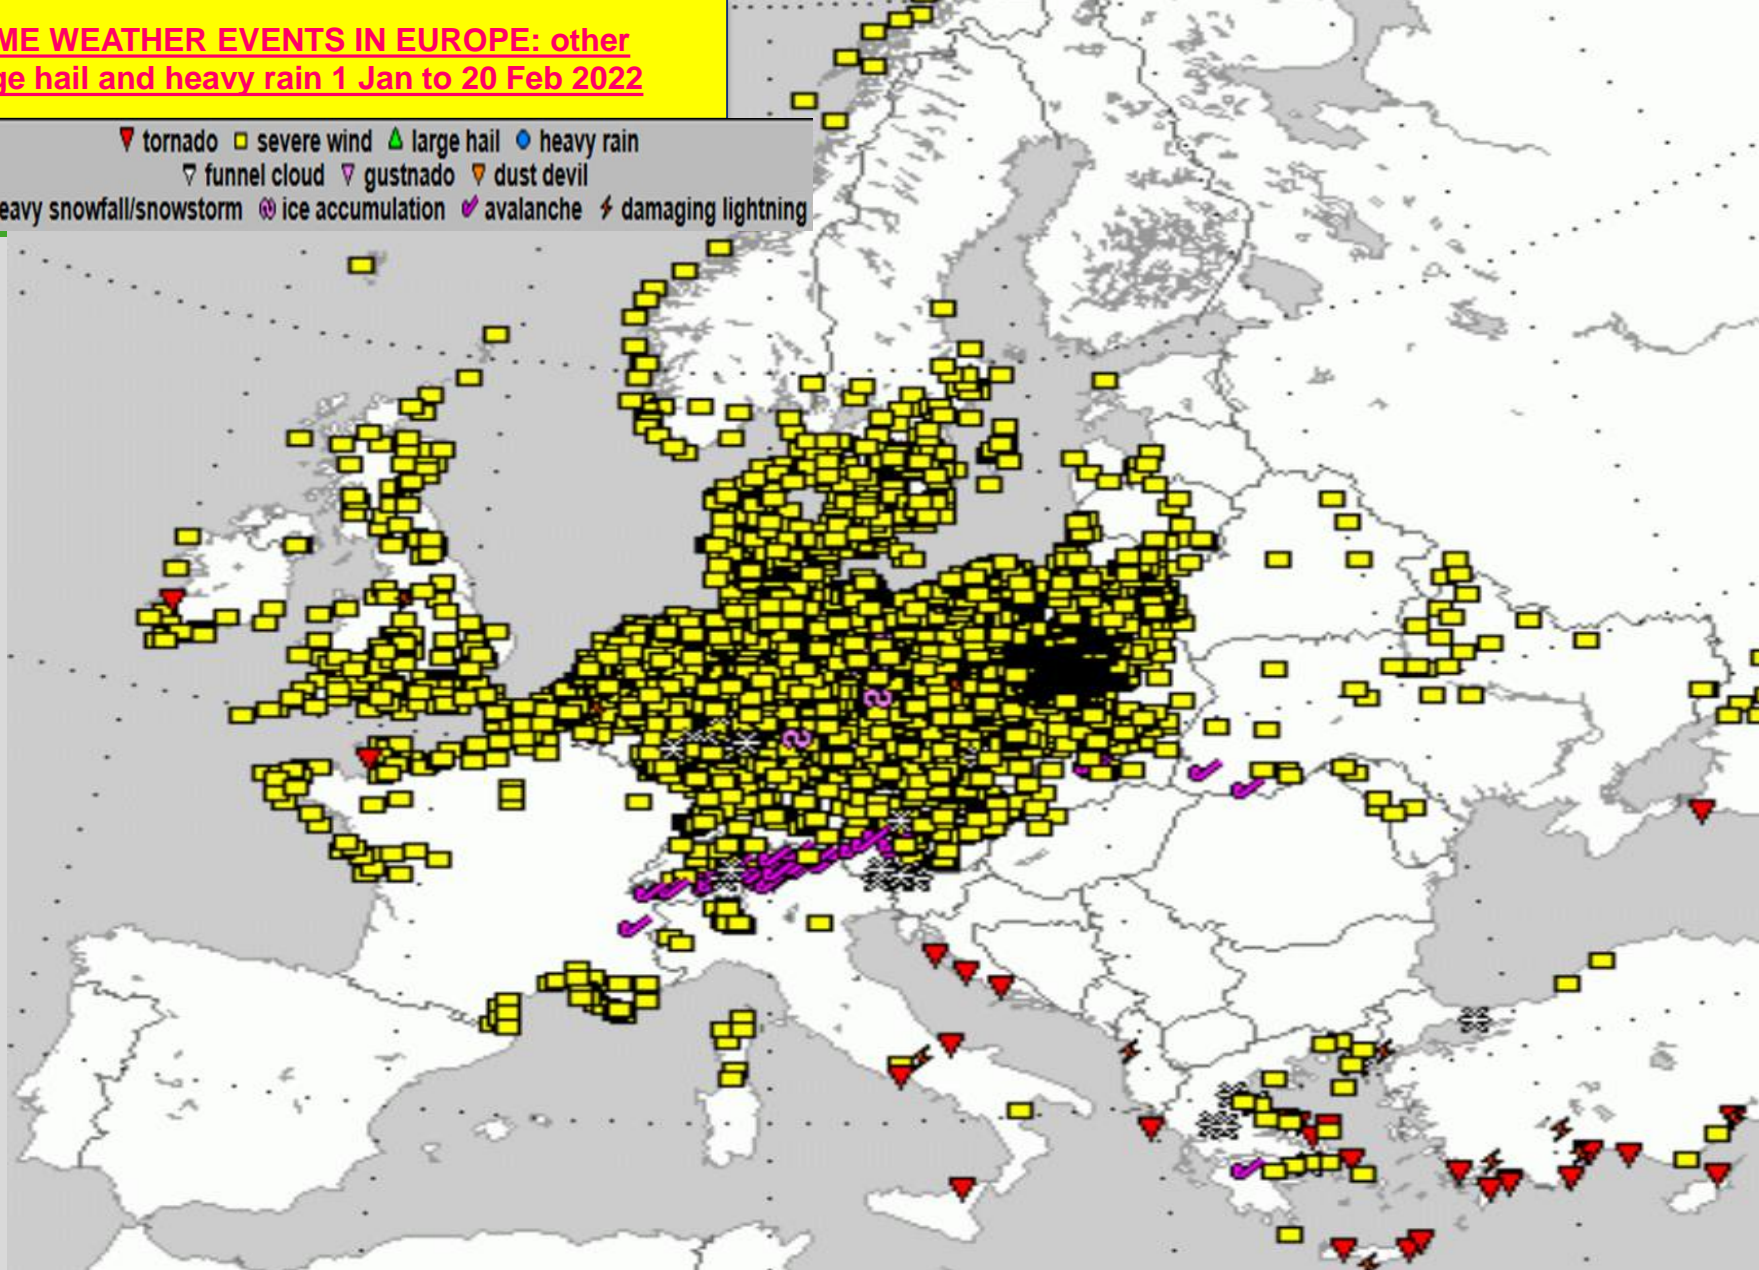 ME WEATHER EVENTS IN EUROPE: other
ge hail and heavy rain 1 Jan to 20 Feb 2022
tornado severe wind large hail heavy rain
funnel cloud gustnado dust devil
eavy snowfall/snowstorm ice accumulation avalanche damaging lightning